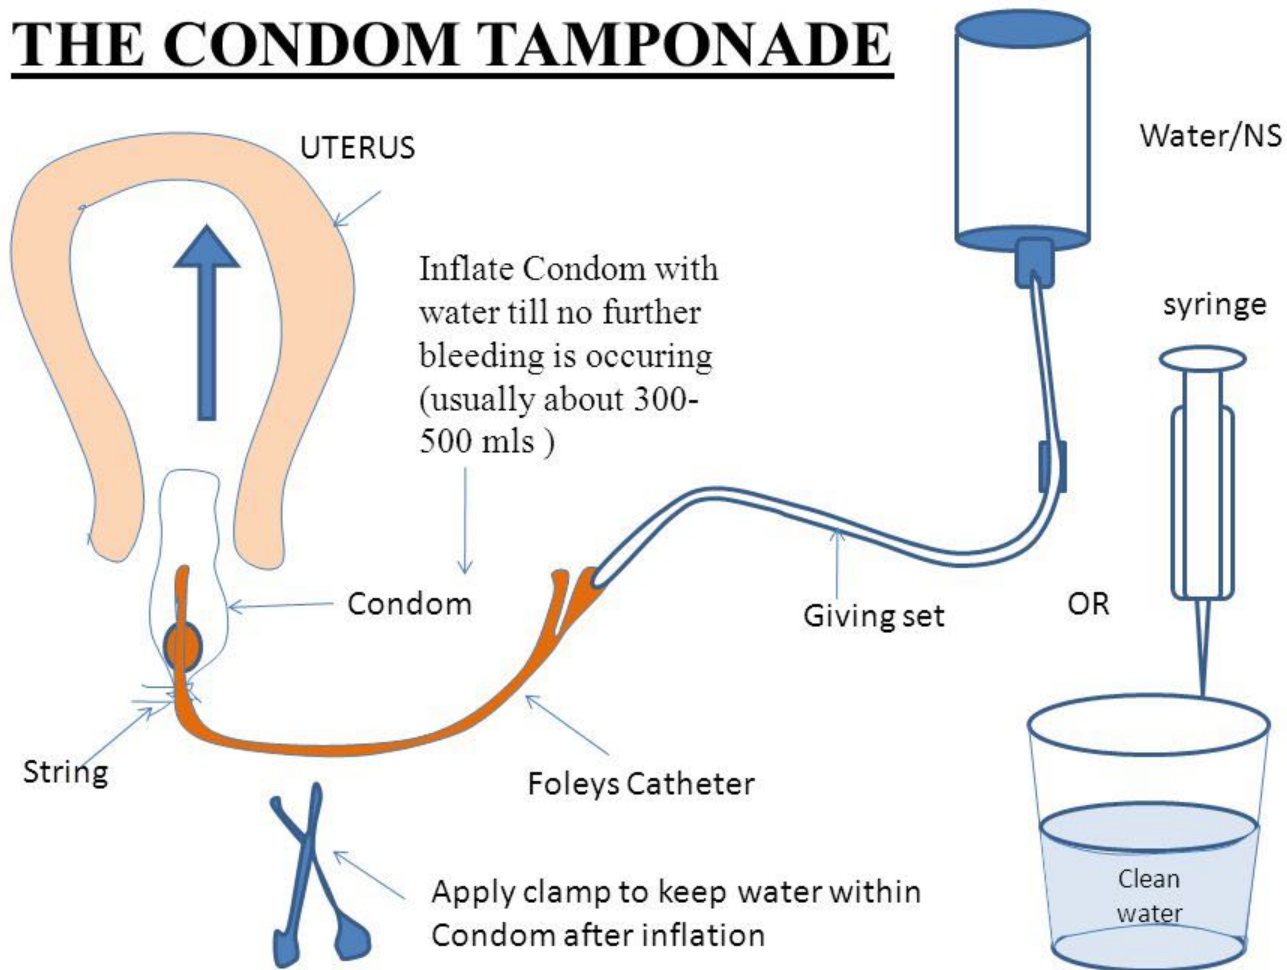 THE CONDOM TAMPONADE
UTERUS
Water/NS
Inflate Condom with
water till no further
bleeding is occuring
(usually about 300-
500 mls )
syringe
Condom
Giving set
OR
String
Foleys Catheter
Clean
water
Apply clamp to keep water within
Condom after inflation